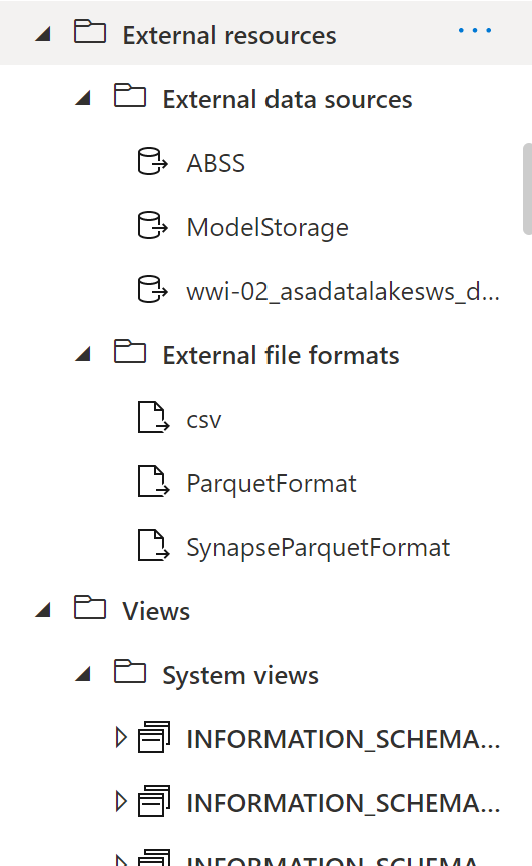 External resources
...
External data sources
ABSS
ModelStorage
wwi-02_asadatalakesws_d...
External file formats
csv
ParquetFormat
SynapseParquetFormat
Views
System views
INFORMATION_SCHEMA...
INFORMATION_SCHEMA...
INFORMATION_SCHEMA...